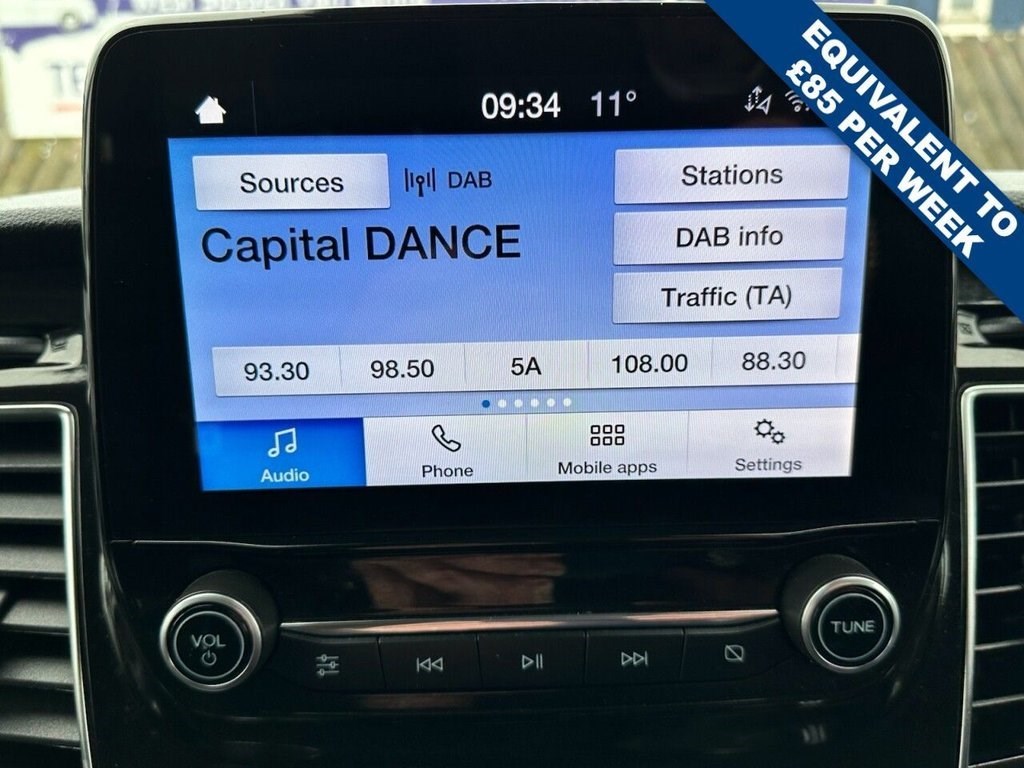 EQUIVALENT TO
£85 PER WEEK
09:34 11°
Sources DAB Stations
Capital DANCE DAB info
Traffic (TA)
93.30 98.50 5A 108.00 88.30
Audio Phone Mobile apps Settings
VOL TUNE